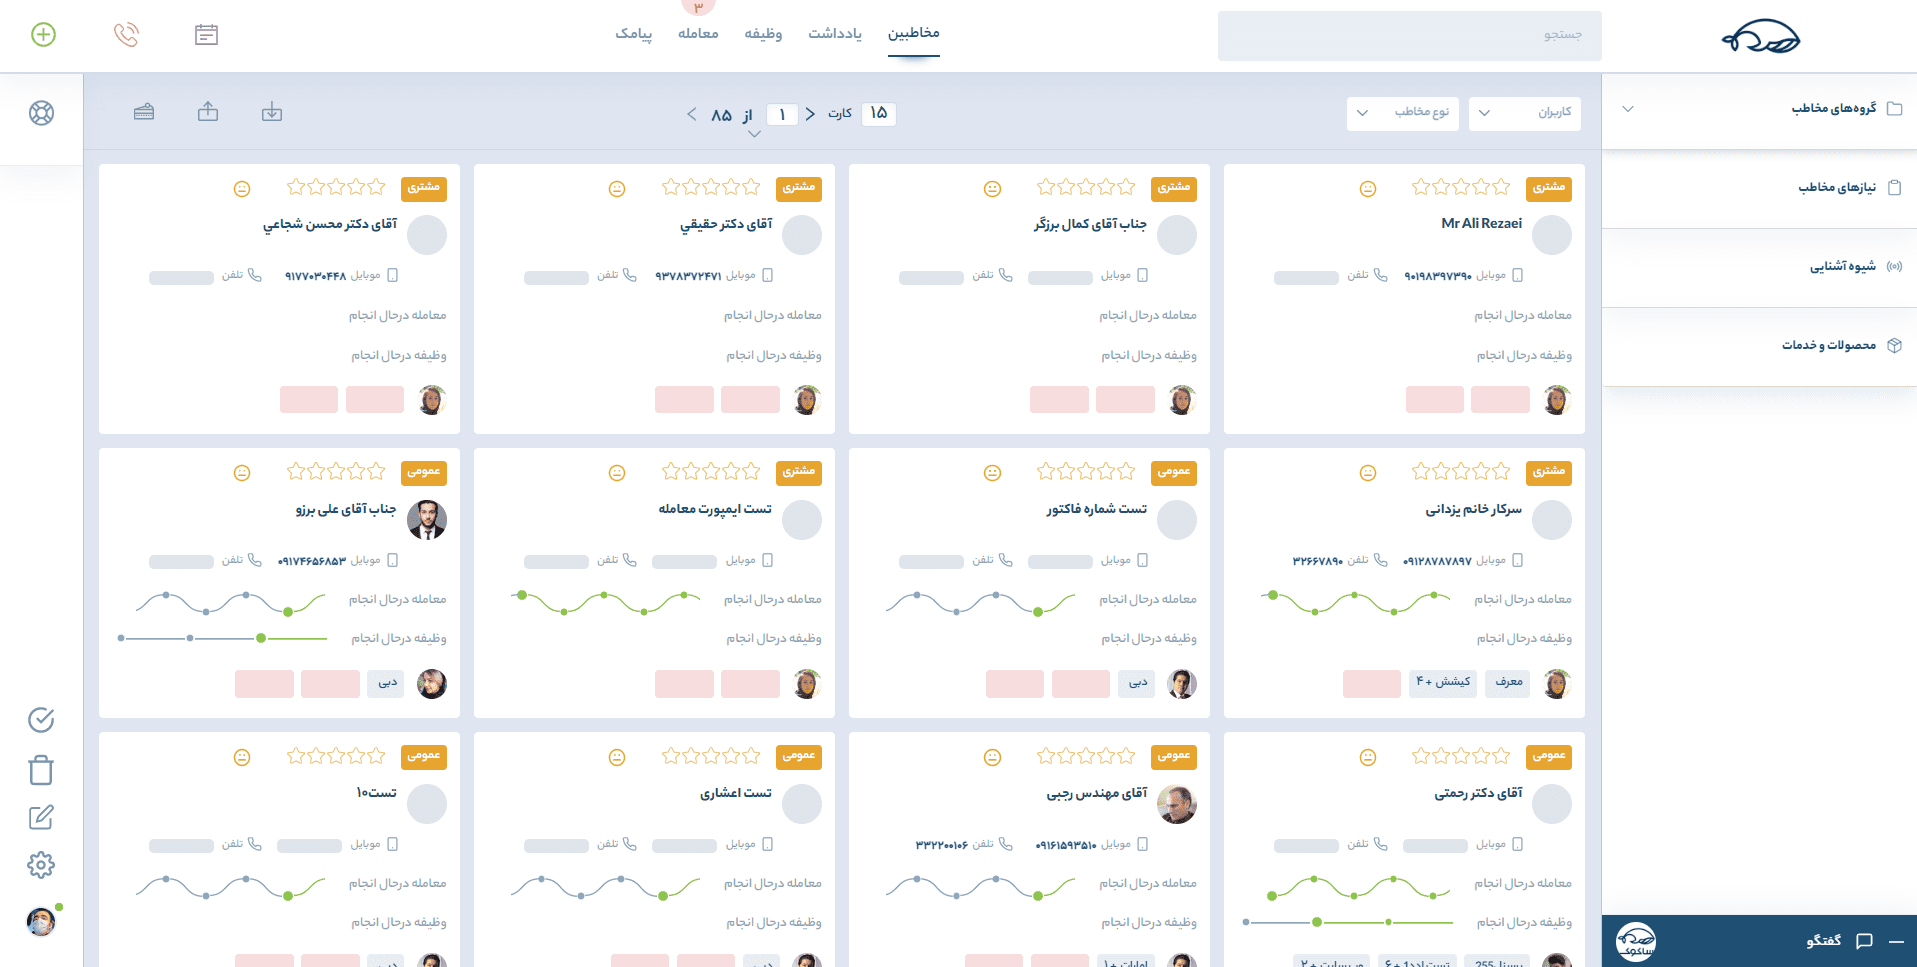 جستجو
مخاطبین
یادداشت
وظیفه
معامله
پیامک
۳
گروه‌های مخاطب
نیازهای مخاطب
شیوه آشنایی
محصولات و خدمات
کاربران
نوع مخاطب
۱۵ کارت
۱ از ۸۵
مشتری
Mr Ali Rezaei
موبایل ۹۰۱۹۸۳۹۷۳۹۰ تلفن
معامله درحال انجام
وظیفه درحال انجام
مشتری
جناب آقای کمال برزگر
موبایل تلفن
معامله درحال انجام
وظیفه درحال انجام
مشتری
آقای دکتر حقيقي
موبایل ۹۳۷۸۳۷۲۴۷۱ تلفن
معامله درحال انجام
وظیفه درحال انجام
مشتری
آقای دکتر محسن شجاعي
موبایل ۹۱۷۷۰۳۰۴۴۸ تلفن
معامله درحال انجام
وظیفه درحال انجام
مشتری
سرکار خانم یزدانی
موبایل ۰۹۱۲۸۷۸۷۸۹۷ تلفن ۳۲۶۶۷۸۹۰
معامله درحال انجام
وظیفه درحال انجام
معرف
کیشش + ۴
عمومی
تست شماره فاکتور
موبایل تلفن
معامله درحال انجام
وظیفه درحال انجام
دبی
مشتری
تست ایمپورت معامله
موبایل تلفن
معامله درحال انجام
وظیفه درحال انجام
عمومی
جناب آقای علی برزو
موبایل ۰۹۱۷۴۶۵۶۸۵۳ تلفن
معامله درحال انجام
وظیفه درحال انجام
دبی
عمومی
آقای دکتر رحمتی
موبایل تلفن
معامله درحال انجام
وظیفه درحال انجام
عمومی
آقای مهندس رجبی
موبایل ۰۹۱۶۱۵۹۳۵۱۰ تلفن ۳۳۲۲۰۰۱۰۶
معامله درحال انجام
وظیفه درحال انجام
امارات + ۱
عمومی
تست اعشاری
موبایل تلفن
معامله درحال انجام
وظیفه درحال انجام
عمومی
تست۱۰
موبایل تلفن
معامله درحال انجام
وظیفه درحال انجام
گفتگو
ساکوک